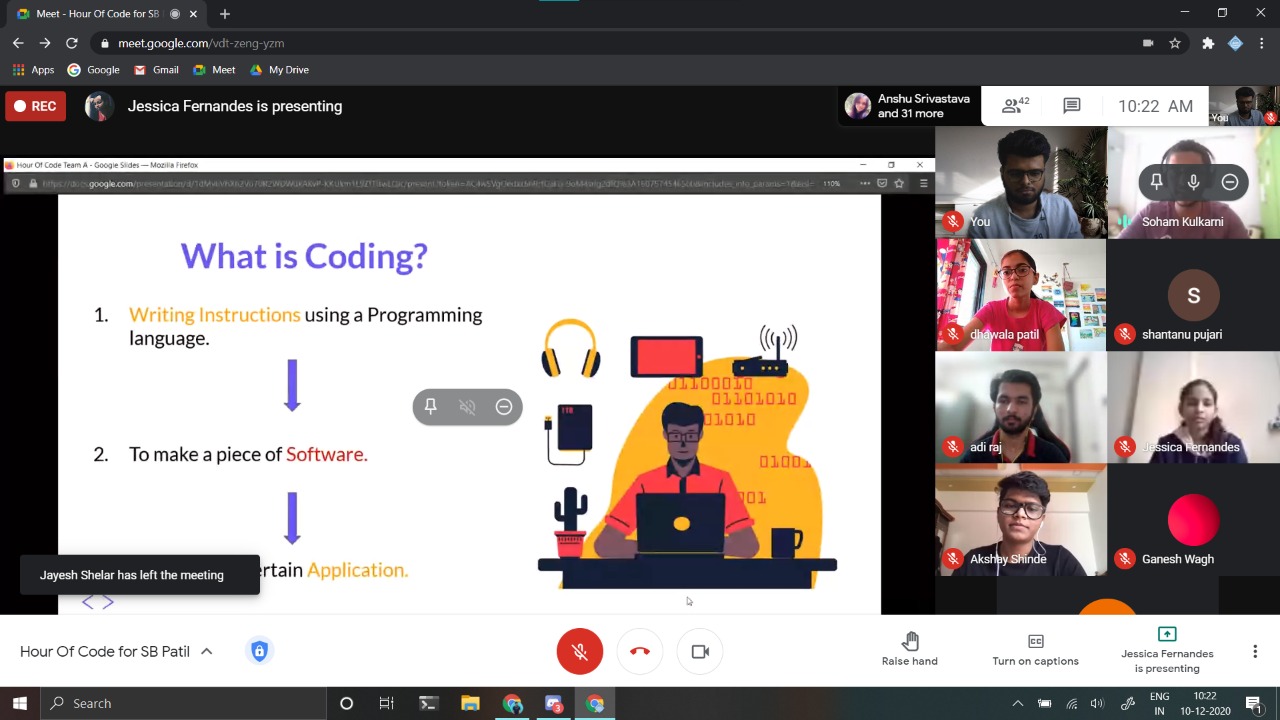 Meet - Hour Of Code for SB
meet.google.com/vdt-zeng-yzm
Apps Google Gmail Meet My Drive
REC
Jessica Fernandes is presenting
Anshu Srivastava
and 31 more
42
10:22 AM
You
Hour Of Code Team A - Google Slides — Mozilla Firefox
110%
What is Coding?
1. Writing Instructions using a Programming
language.
2. To make a piece of Software.
ertain Application.
< >
01100010
01101010
01010
01001
001
You
Soham Kulkarni
dhawala patil
S
shantanu pujari
adi raj
Jessica Fernandes
Akshay Shinde
Ganesh Wagh
Jayesh Shelar has left the meeting
Hour Of Code for SB Patil
Raise hand
Turn on captions
Jessica Fernandes
is presenting
Search
3
ENG
IN
10:22
10-12-2020
1